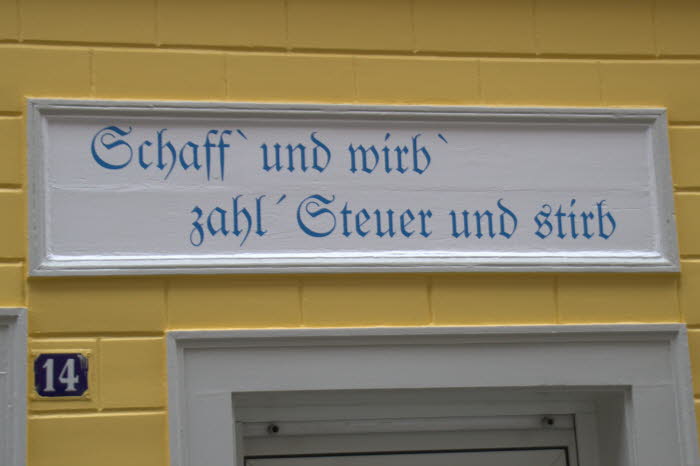 Schaff` und wirb`
zahl´ Steuer und stirb
14